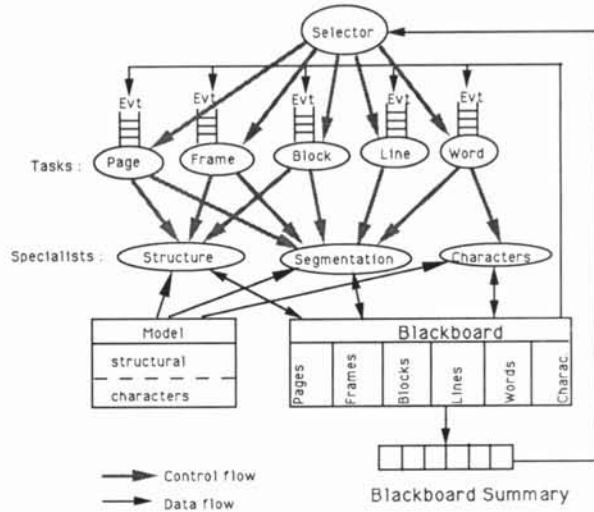 Selector
Evt Evt Evt Evt Evt
Tasks : Page Frame Block Line Word
Specialists : Structure Segmentation Characters
Model
structural
characters
Blackboard
Pages
Frames
Blocks
Lines
Words
Charac
Control flow
Data flow
Blackboard Summary